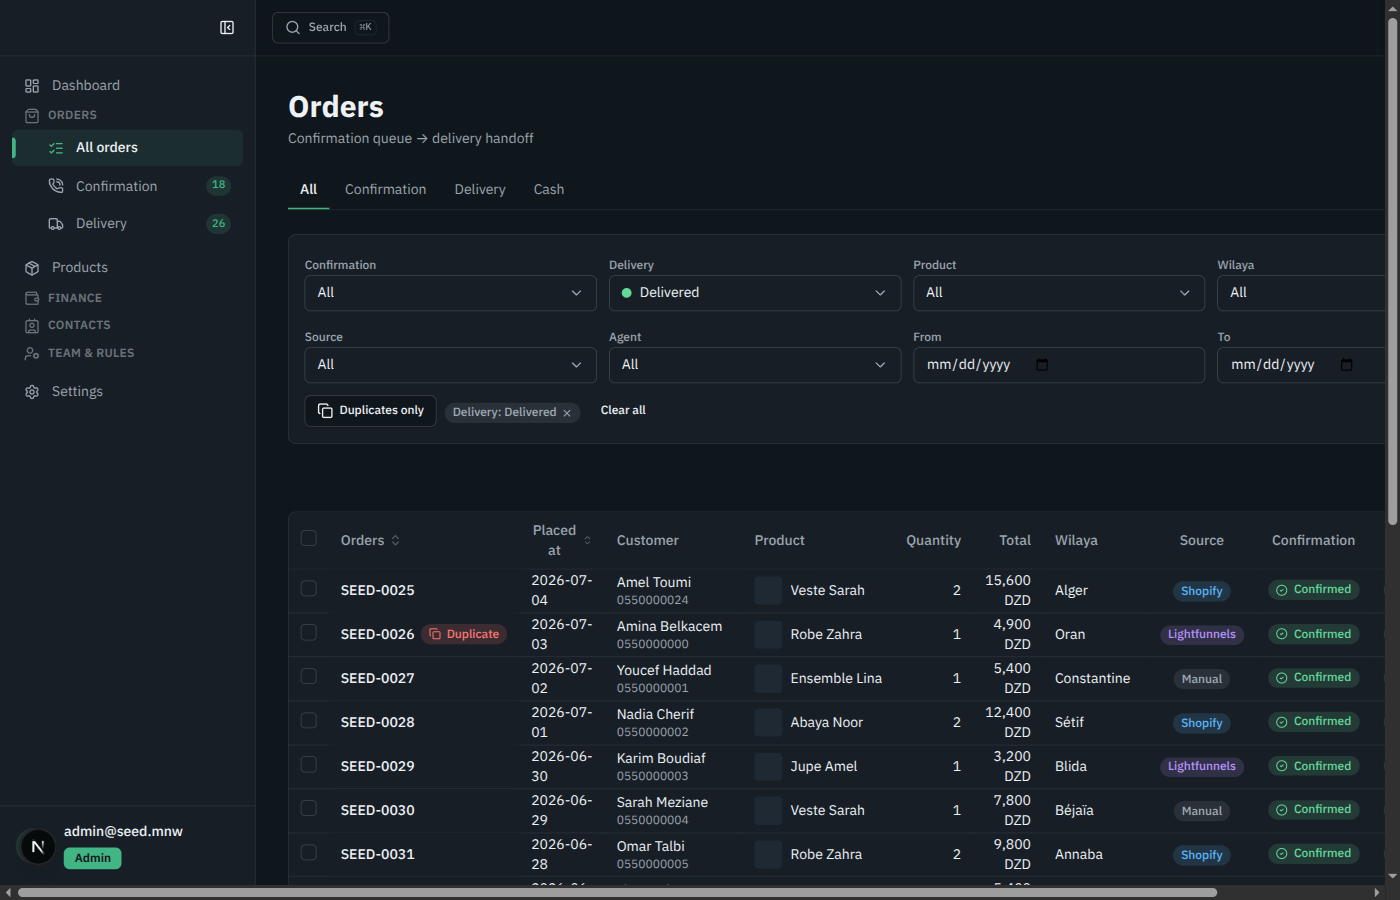 Search ⌘K
Dashboard
ORDERS
All orders
Confirmation 18
Delivery 26
Products
FINANCE
CONTACTS
TEAM & RULES
Settings
admin@seed.mnw
N
Admin
Orders
Confirmation queue → delivery handoff
All Confirmation Delivery Cash
Confirmation Delivery Product Wilaya
All Delivered All All
Source Agent From To
All All mm/dd/yyyy mm/dd/yyyy
Duplicates only Delivery: Delivered × Clear all
Orders Placed at Customer Product Quantity Total Wilaya Source Confirmation
SEED-0025 2026-07-04 Amel Toumi 0550000024 Veste Sarah 2 15,600 DZD Alger Shopify Confirmed
SEED-0026 Duplicate 2026-07-03 Amina Belkacem 0550000000 Robe Zahra 1 4,900 DZD Oran Lightfunnels Confirmed
SEED-0027 2026-07-02 Youcef Haddad 0550000001 Ensemble Lina 1 5,400 DZD Constantine Manual Confirmed
SEED-0028 2026-07-01 Nadia Cherif 0550000002 Abaya Noor 2 12,400 DZD Sétif Shopify Confirmed
SEED-0029 2026-06-30 Karim Boudiaf 0550000003 Jupe Amel 1 3,200 DZD Blida Lightfunnels Confirmed
SEED-0030 2026-06-29 Sarah Meziane 0550000004 Veste Sarah 1 7,800 DZD Béjaïa Manual Confirmed
SEED-0031 2026-06-28 Omar Talbi 0550000005 Robe Zahra 2 9,800 DZD Annaba Shopify Confirmed